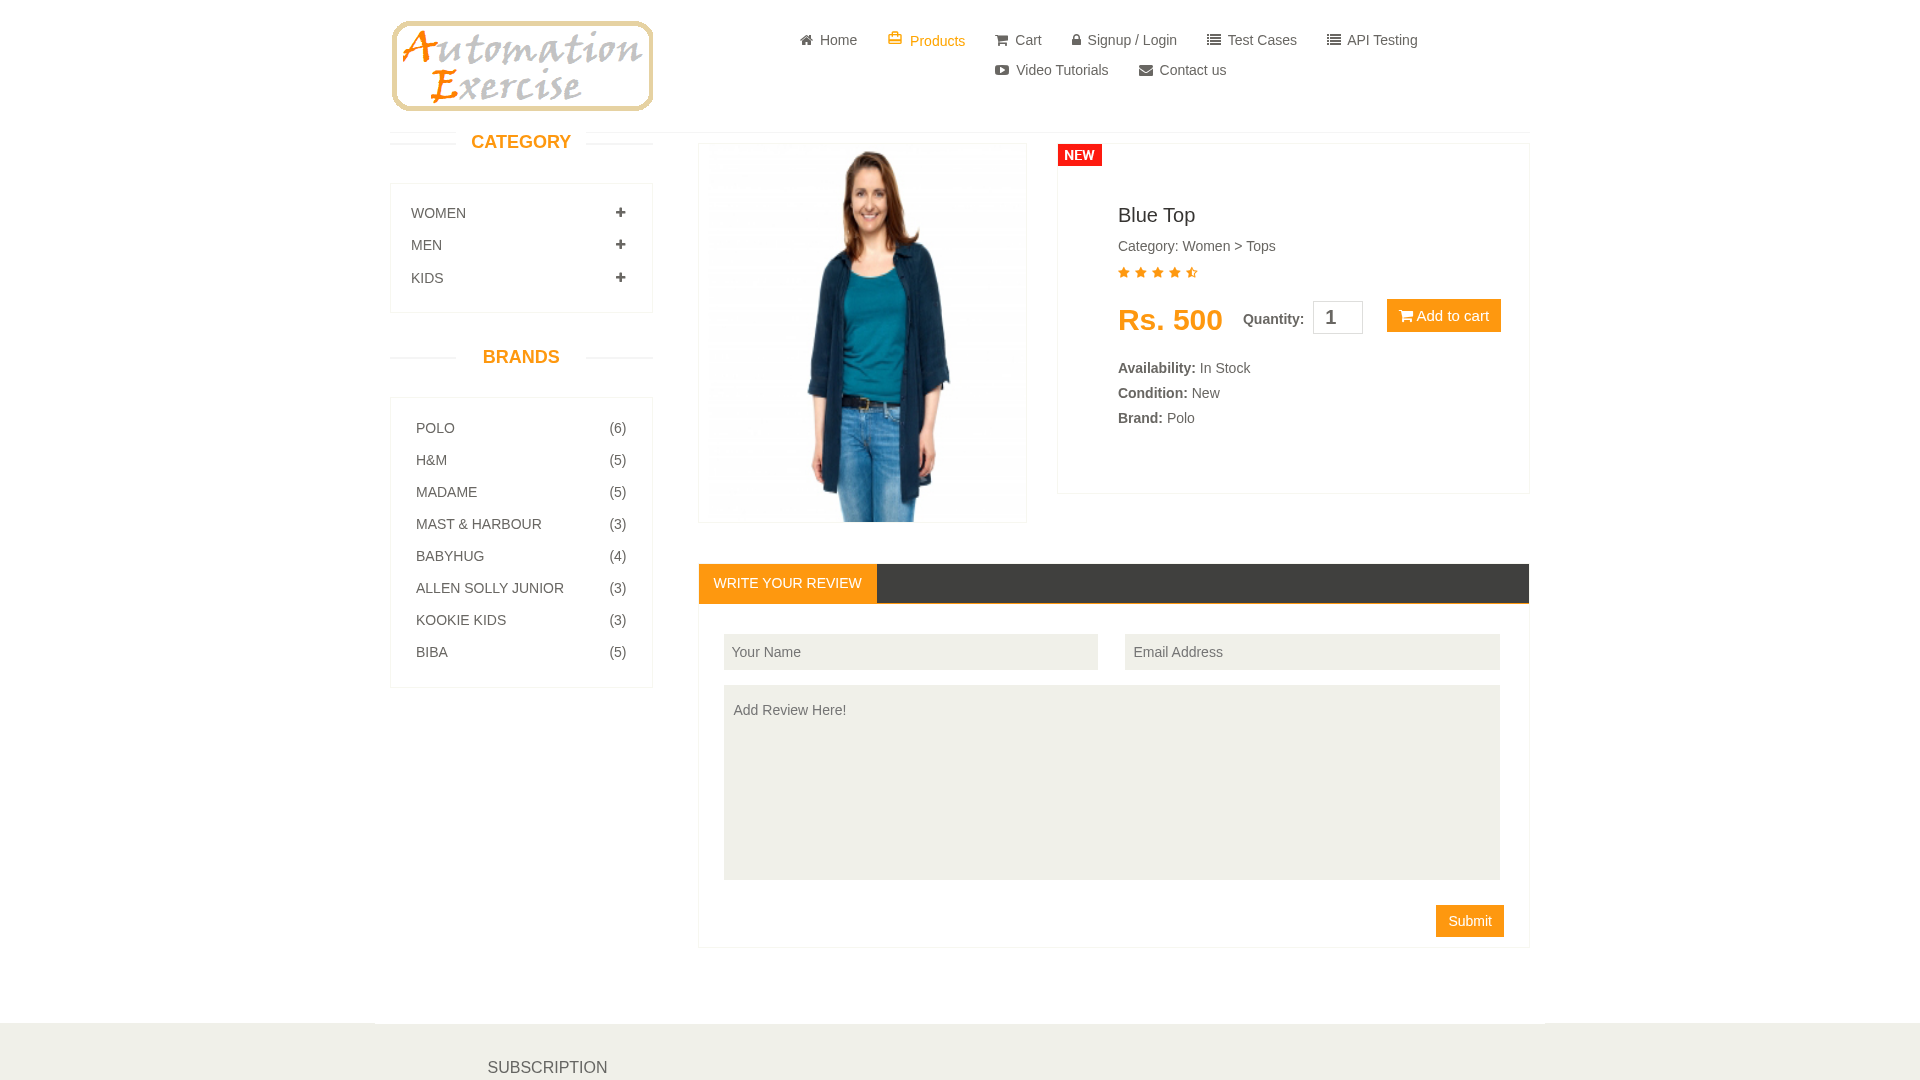 Automation
Exercise
Home
Products
Cart
Signup / Login
Test Cases
API Testing
Video Tutorials
Contact us
CATEGORY
WOMEN
MEN
KIDS
BRANDS
POLO (6)
H&M (5)
MADAME (5)
MAST & HARBOUR (3)
BABYHUG (4)
ALLEN SOLLY JUNIOR (3)
KOOKIE KIDS (3)
BIBA (5)
NEW
Blue Top
Category: Women > Tops
Rs. 500 Quantity: 1 Add to cart
Availability: In Stock
Condition: New
Brand: Polo
WRITE YOUR REVIEW
Your Name
Email Address
Add Review Here!
Submit
SUBSCRIPTION